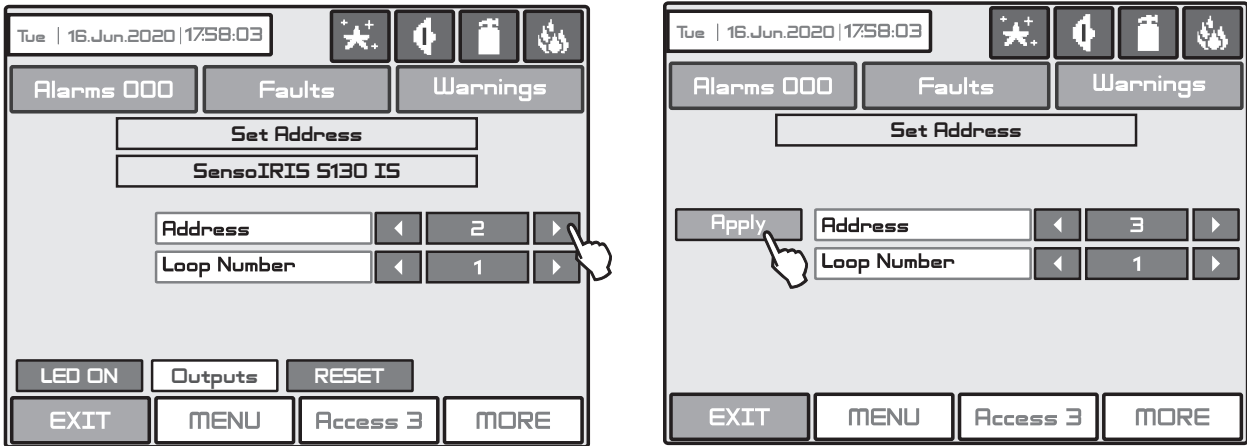 Tue | 16.Jun.2020 | 17:58:03
Alarms 000 Faults Warnings
Set Address
SensoIRIS S130 IS
Address 2
Loop Number 1
LED ON Outputs RESET
EXIT MENU Access 3 MORE
Tue | 16.Jun.2020 | 17:58:03
Alarms 000 Faults Warnings
Set Address
Apply Address 3
Loop Number 1
EXIT MENU Access 3 MORE